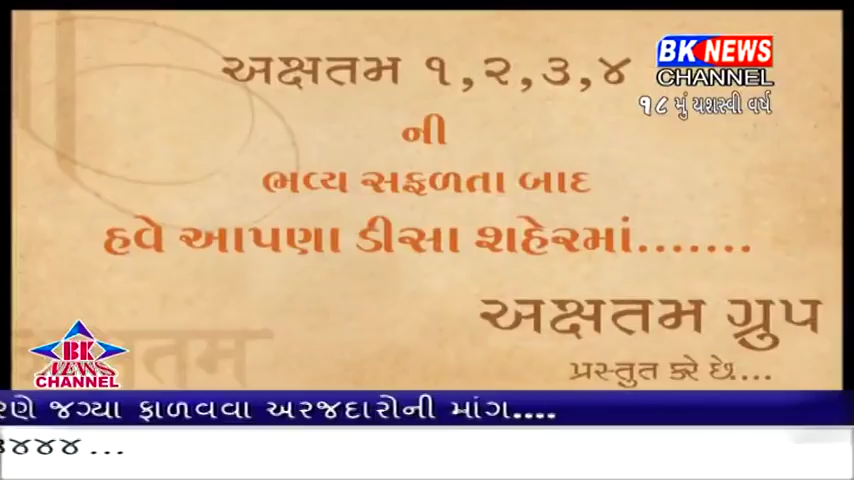 અક્ષતમ ૧,૨,૩,૪
BK NEWS
CHANNEL
૧૮ મું યશસ્વી વર્ષ
ની
ભવ્ય સફળતા બાદ
હવે આપણા ડીસા શહેરમાં.......
અક્ષતમ ગ્રુપ
પ્રસ્તુત કરે છે....
BK
NEWS
CHANNEL
જગ્યા ફાળવવા અરજદારોની માંગ....
૪૪૪ ...